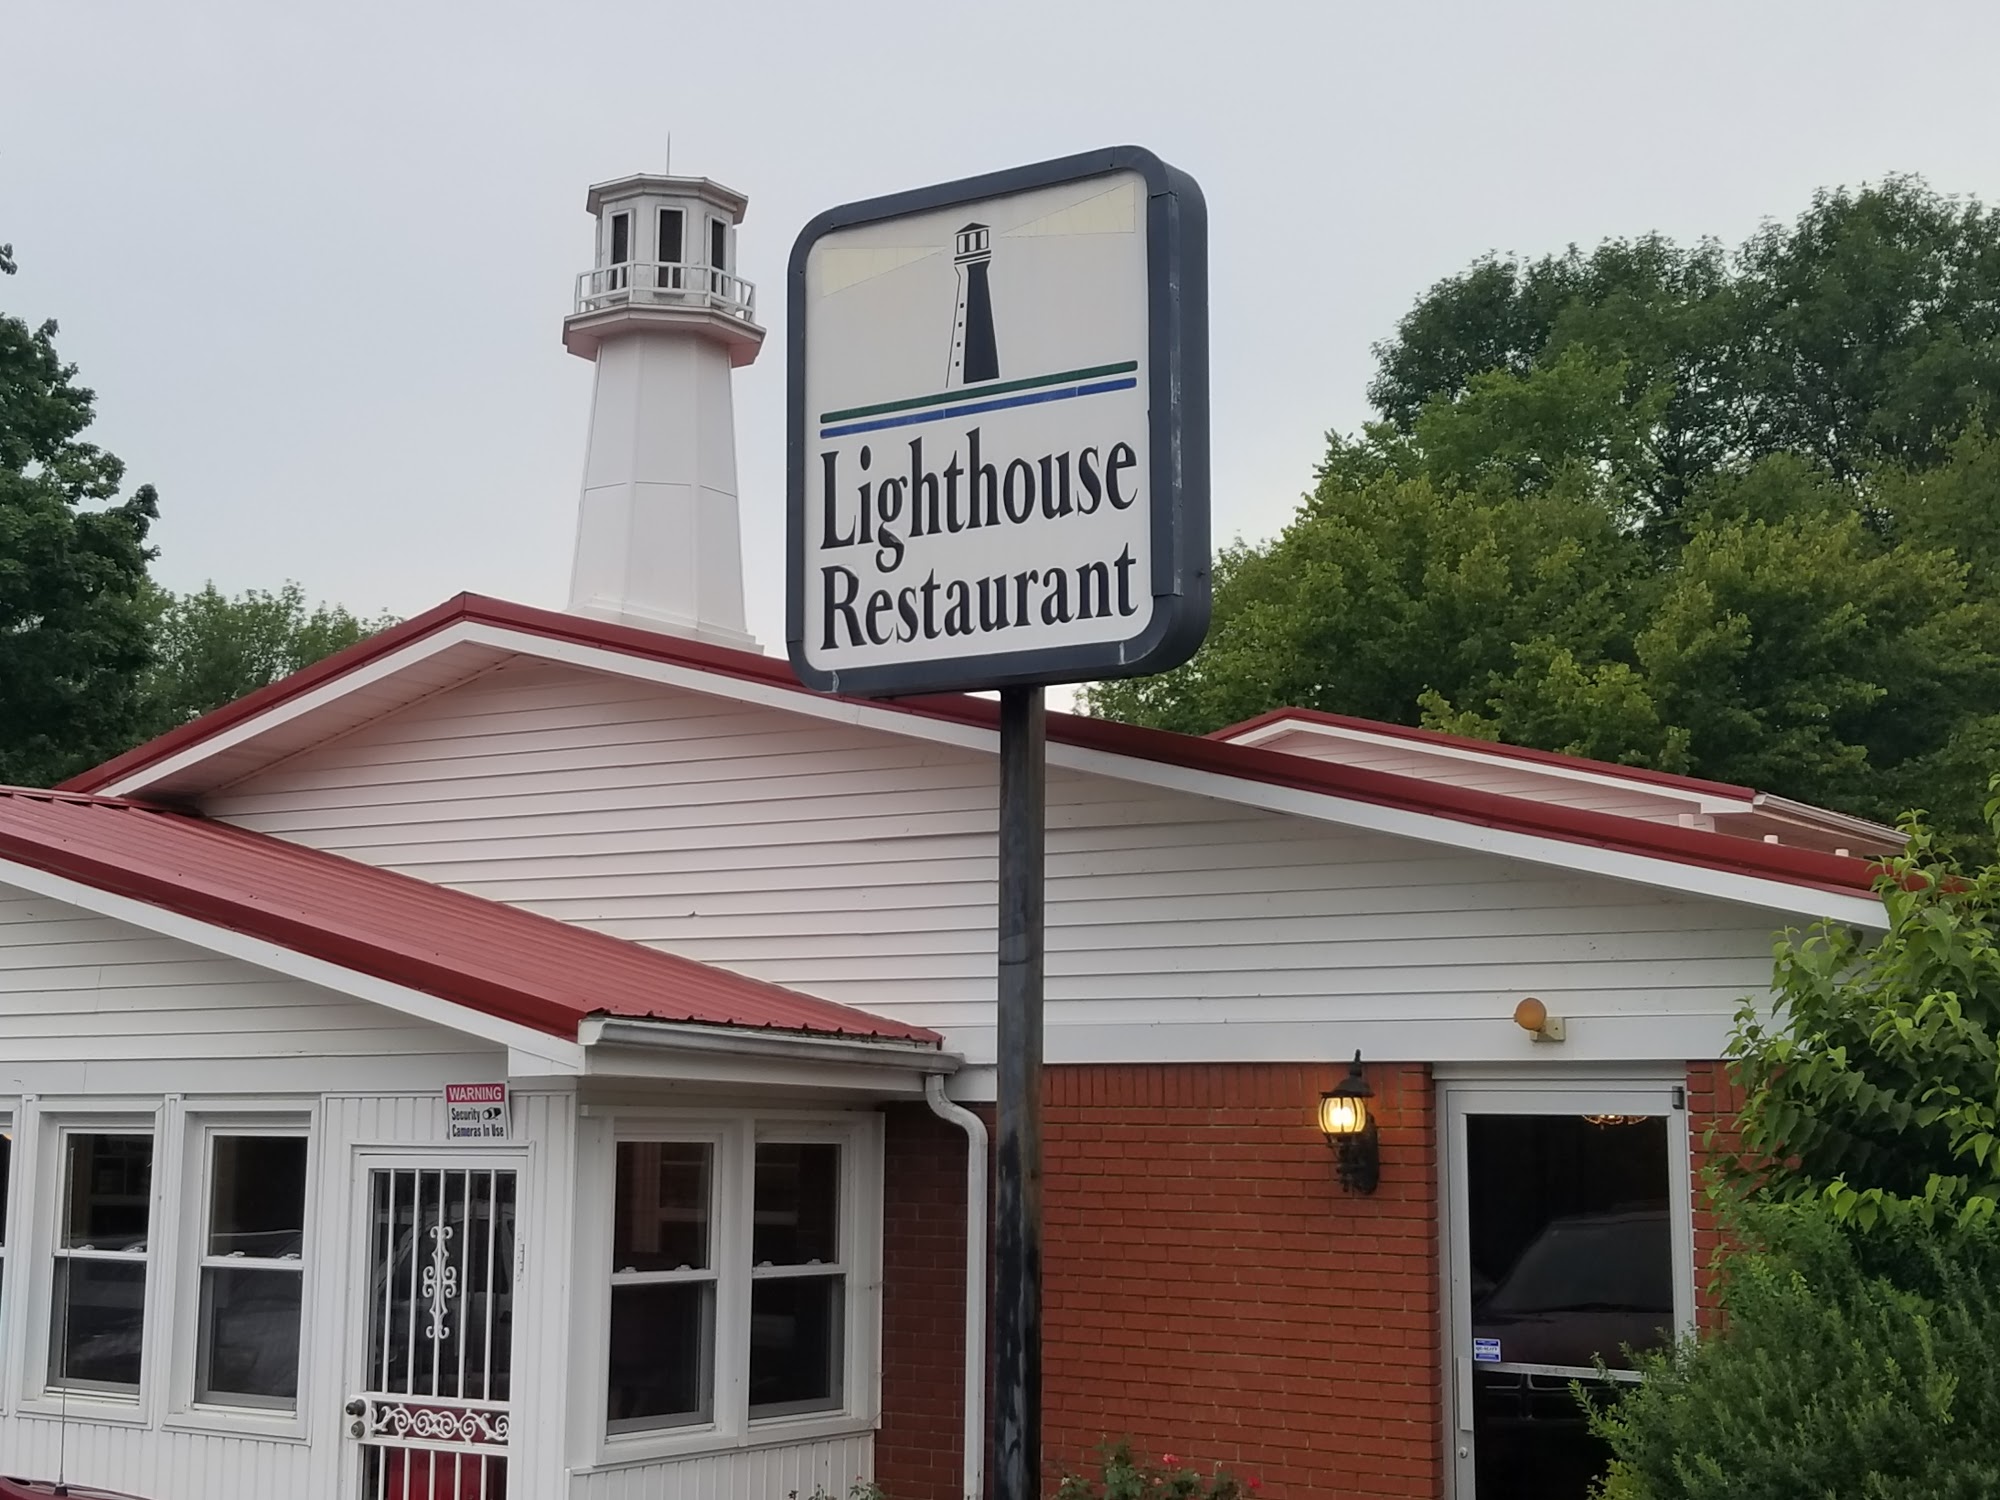 Lighthouse
Restaurant
WARNING
Security
Cameras In Use